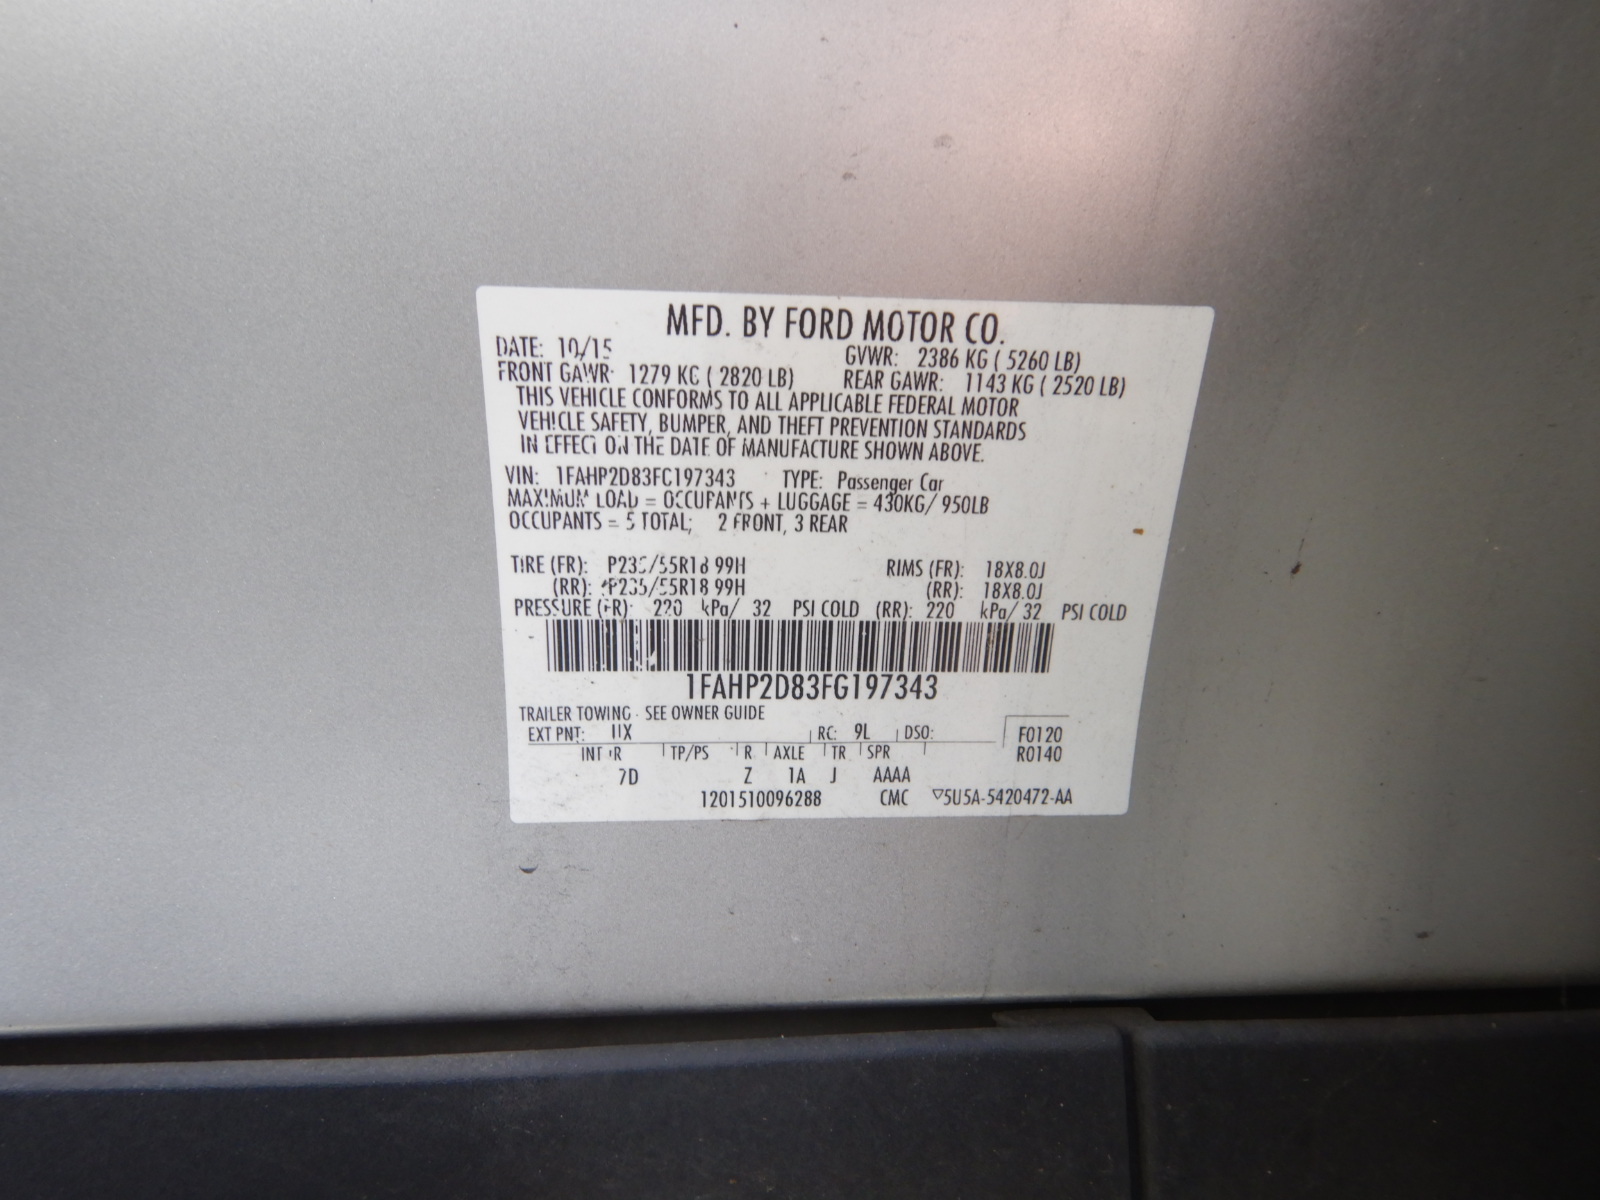 MFD. BY FORD MOTOR CO.
DATE: 10/15 GVWR: 2386 KG ( 5260 LB)
FRONT GAWR: 1279 KG ( 2820 LB) REAR GAWR: 1143 KG ( 2520 LB)
THIS VEHICLE CONFORMS TO ALL APPLICABLE FEDERAL MOTOR
VEHICLE SAFETY, BUMPER, AND THEFT PREVENTION STANDARDS
IN EFFECT ON THE DATE OF MANUFACTURE SHOWN ABOVE.
VIN: 1FAHP2D83FG197343 TYPE: Passenger Car
MAXIMUM LOAD = OCCUPANTS + LUGGAGE = 430KG/ 950LB
OCCUPANTS = 5 TOTAL; 2 FRONT, 3 REAR
TIRE (FR): P235/55R18 99H RIMS (FR): 18X8.0J
(RR): P235/55R18 99H (RR): 18X8.0J
PRESSURE (FR): 220 kPa/ 32 PSI COLD (RR): 220 kPa/ 32 PSI COLD
1FAHP2D83FG197343
TRAILER TOWING - SEE OWNER GUIDE
EXT PNT: UX RC: 9L DSO: F0120
INT TR TP/PS R AXLE TR SPR R0140
7D Z 1A J AAAA
1201510096288 CMC ▽5U5A-5420472-AA